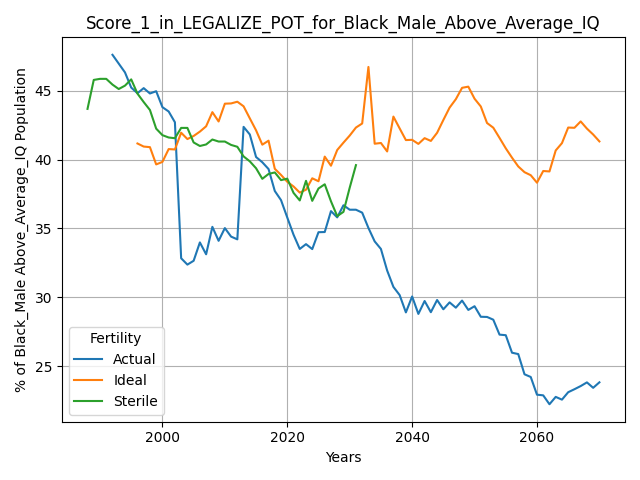 Score_1_in_LEGALIZE_POT_for_Black_Male_Above_Average_IQ
% of Black_Male Above_Average_IQ Population
45
40
35
30
25
Fertility
Actual
Ideal
Sterile
2000
2020
2040
2060
Years